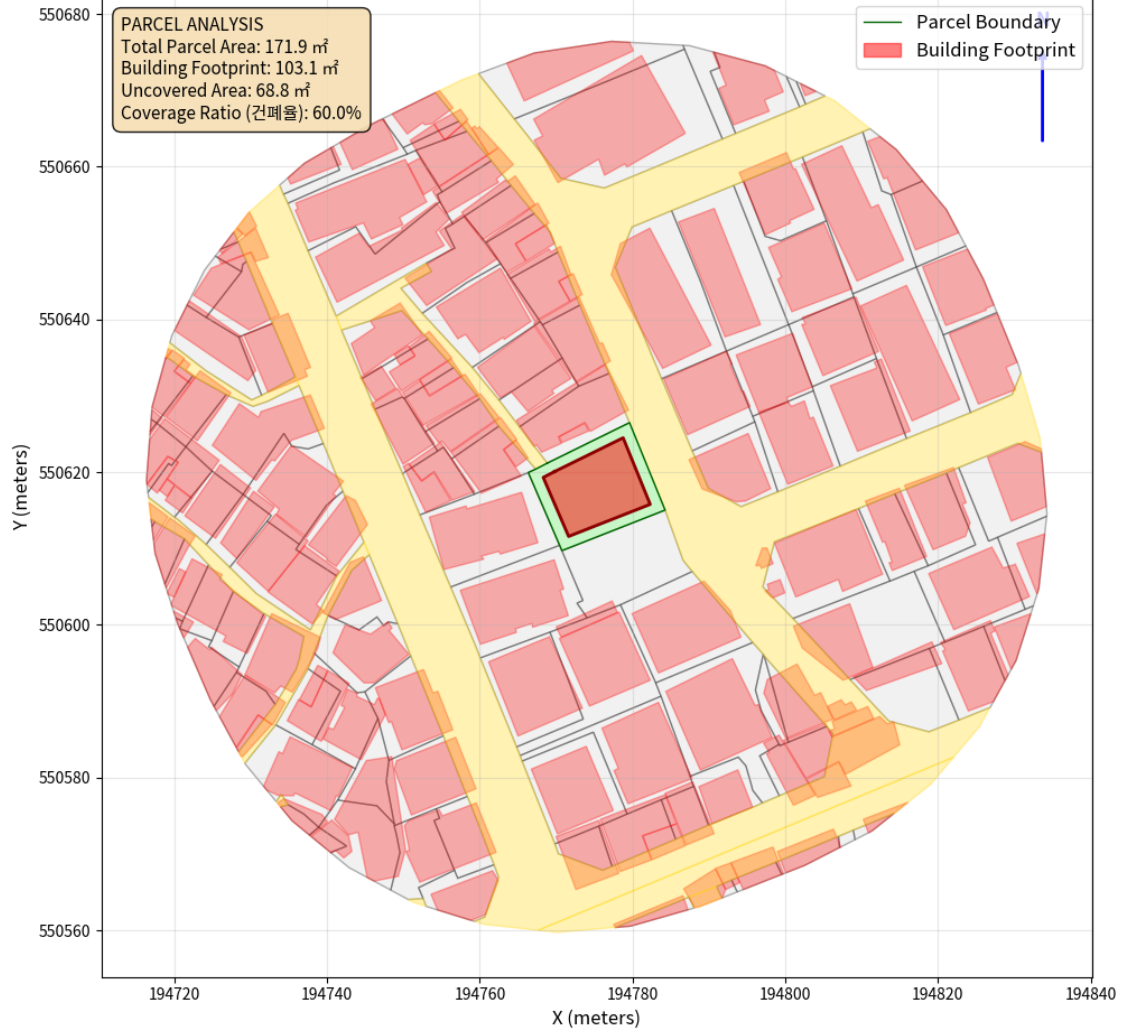 550680
550660
550640
550620
550600
550580
550560
Y (meters)
PARCEL ANALYSIS
Total Parcel Area: 171.9 ㎡
Building Footprint: 103.1 ㎡
Uncovered Area: 68.8 ㎡
Coverage Ratio (건폐율): 60.0%
Parcel Boundary
Building Footprint
N
194720
194740
194760
194780
194800
194820
194840
X (meters)